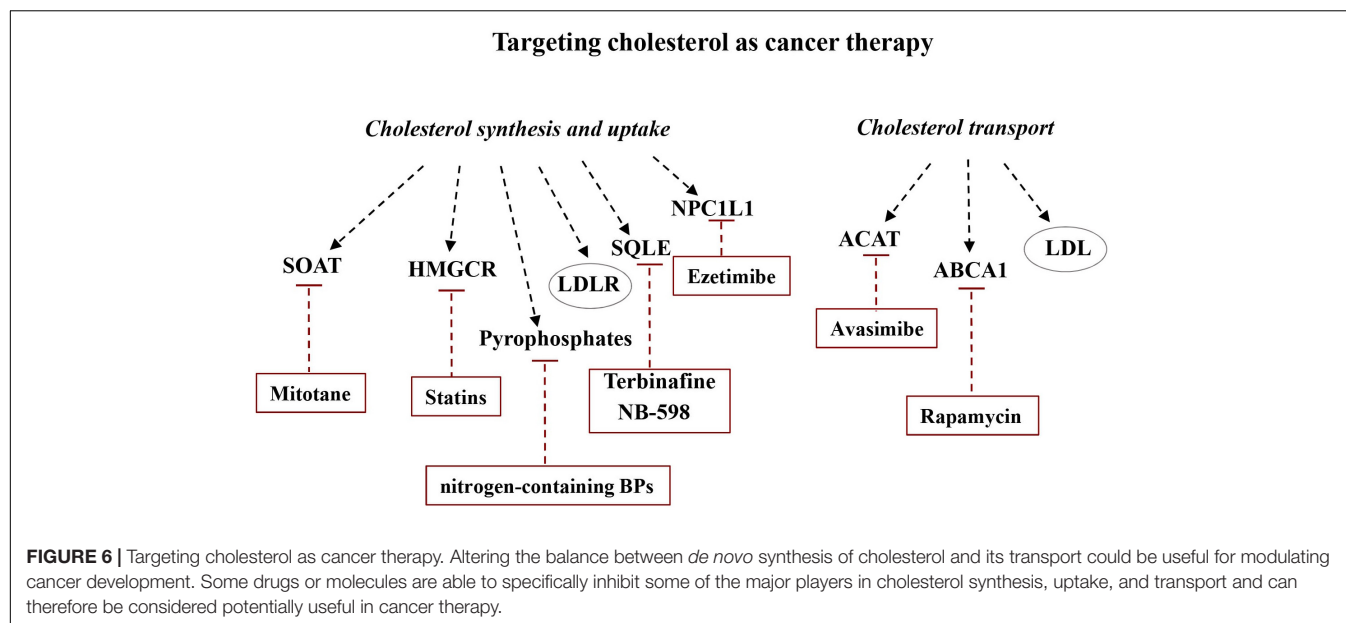 Targeting cholesterol as cancer therapy
Cholesterol synthesis and uptake
Cholesterol transport
NPC1L1
SOAT
HMGCR
LDLR
SQLE
Ezetimibe
ACAT
ABCA1
LDL
Pyrophosphates
Avasimibe
Mitotane
Statins
Terbinafine
NB-598
Rapamycin
nitrogen-containing BPs
FIGURE 6 | Targeting cholesterol as cancer therapy. Altering the balance between de novo synthesis of cholesterol and its transport could be useful for modulating
cancer development. Some drugs or molecules are able to specifically inhibit some of the major players in cholesterol synthesis, uptake, and transport and can
therefore be considered potentially useful in cancer therapy.